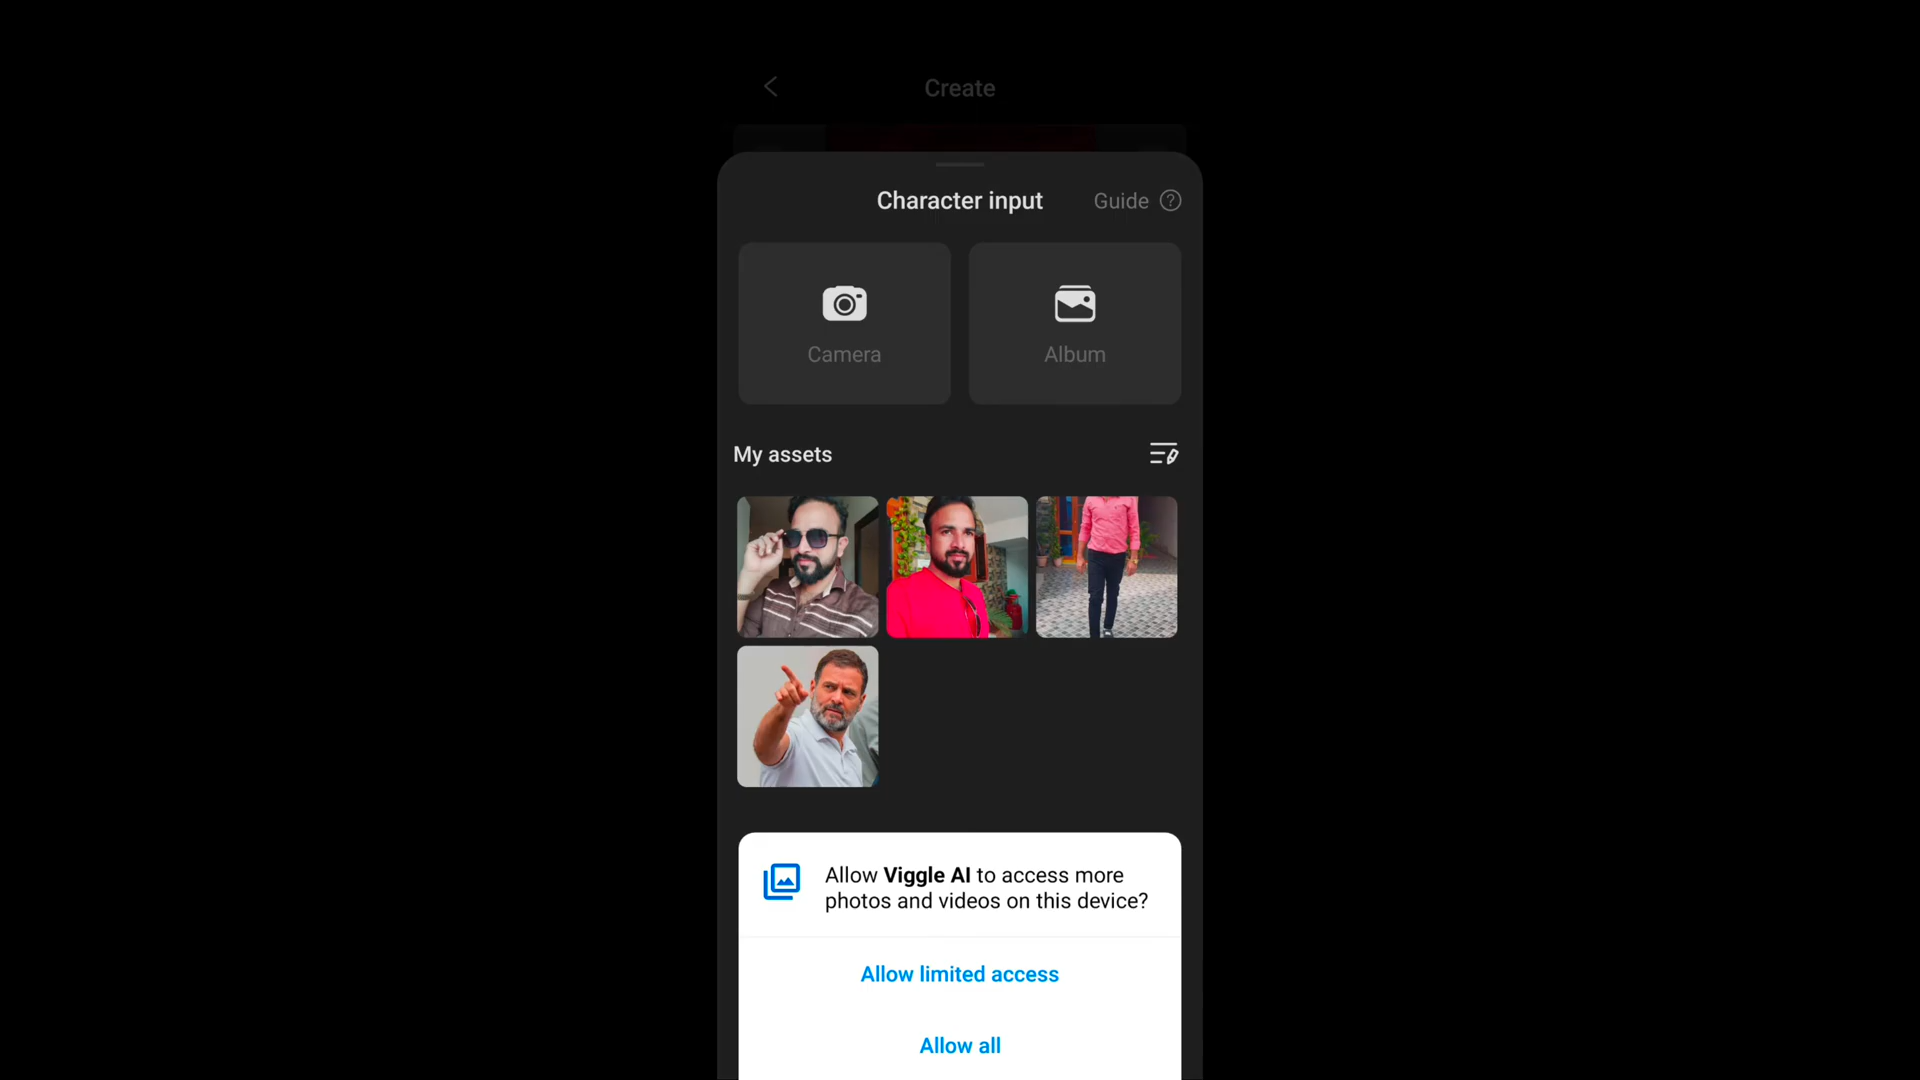 Create
Character input
Guide ?
Camera
Album
My assets
Allow Viggle AI to access more
photos and videos on this device?
Allow limited access
Allow all